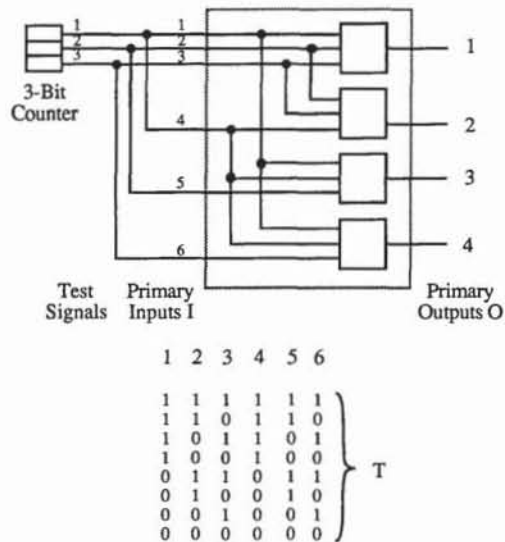 1 1
2 2
3 3
1
3-Bit
Counter
4
2
5
3
6
4
Test Signals
Primary Inputs I
Primary Outputs O
1 2 3 4 5 6
1 1 1 1 1 1
1 1 0 1 1 0
1 0 1 1 0 1
1 0 0 1 0 0
0 1 1 0 1 1
0 1 0 0 1 0
0 0 1 0 0 1
0 0 0 0 0 0
T